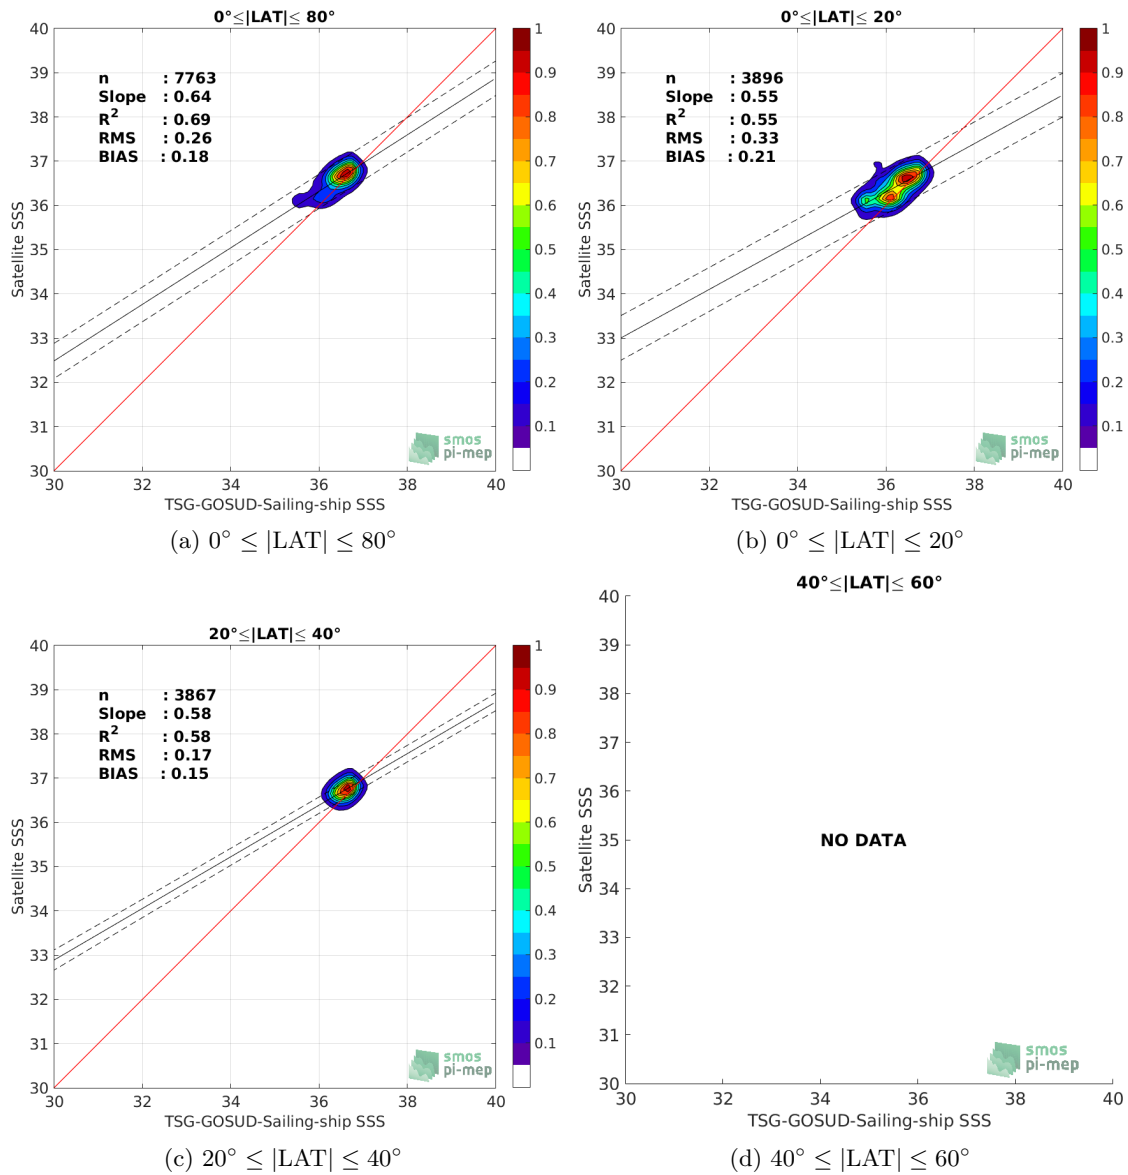 0°≤|LAT|≤ 80°
40
39
38
37
36
35
34
33
32
31
30
Satellite SSS
n : 7763
Slope : 0.64
R² : 0.69
RMS : 0.26
BIAS : 0.18
smos
pi-mep
30 32 34 36 38 40
TSG-GOSUD-Sailing-ship SSS
1
0.9
0.8
0.7
0.6
0.5
0.4
0.3
0.2
0.1
(a) 0° ≤ |LAT| ≤ 80°
0°≤|LAT|≤ 20°
40
39
38
37
36
35
34
33
32
31
30
Satellite SSS
n : 3896
Slope : 0.55
R² : 0.55
RMS : 0.33
BIAS : 0.21
smos
pi-mep
30 32 34 36 38 40
TSG-GOSUD-Sailing-ship SSS
1
0.9
0.8
0.7
0.6
0.5
0.4
0.3
0.2
0.1
(b) 0° ≤ |LAT| ≤ 20°
20°≤|LAT|≤ 40°
40
39
38
37
36
35
34
33
32
31
30
Satellite SSS
n : 3867
Slope : 0.58
R² : 0.58
RMS : 0.17
BIAS : 0.15
smos
pi-mep
30 32 34 36 38 40
TSG-GOSUD-Sailing-ship SSS
1
0.9
0.8
0.7
0.6
0.5
0.4
0.3
0.2
0.1
(c) 20° ≤ |LAT| ≤ 40°
40°≤|LAT|≤ 60°
40
39
38
37
36
35
34
33
32
31
30
Satellite SSS
NO DATA
smos
pi-mep
30 32 34 36 38 40
TSG-GOSUD-Sailing-ship SSS
(d) 40° ≤ |LAT| ≤ 60°